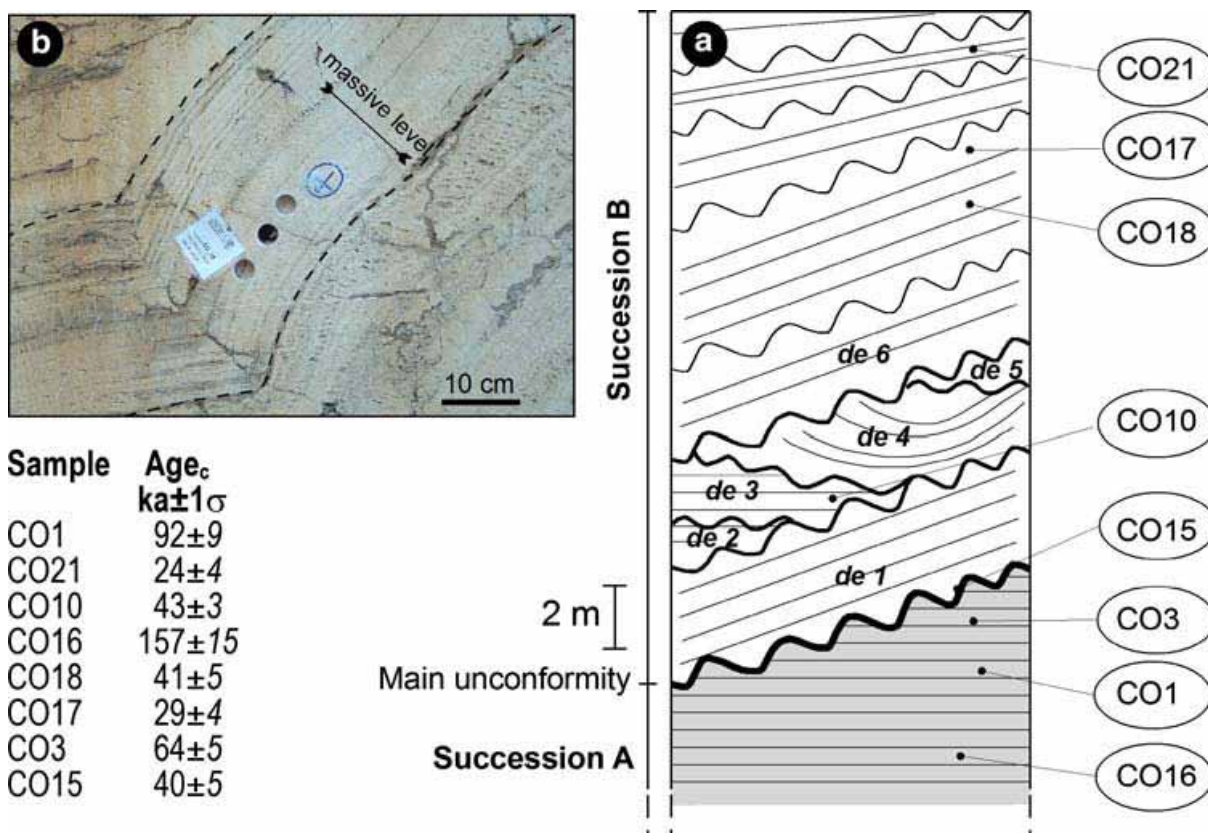 b
massive level
10 cm
Sample Agec
ka±1σ
CO1 92±9
CO21 24±4
CO10 43±3
CO16 157±15
CO18 41±5
CO17 29±4
CO3 64±5
CO15 40±5
a
Succession B
2 m
Main unconformity
Succession A
de 6
de 5
de 4
de 3
de 2
de 1
CO21
CO17
CO18
CO10
CO15
CO3
CO1
CO16